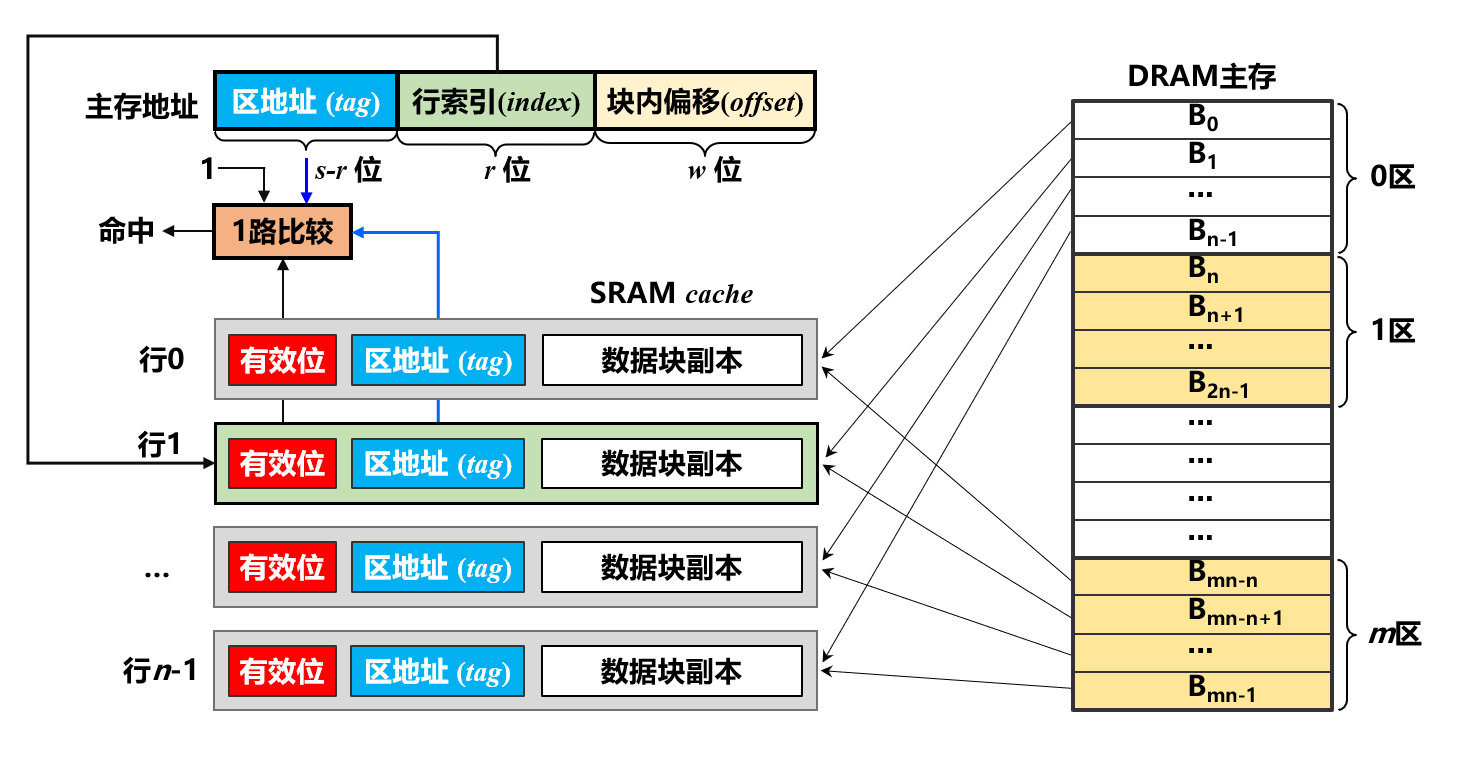 DRAM主存
主存地址
区地址 (tag)
行索引(index)
块内偏移(offset)
s-r 位
r 位
w 位
1
命中
1路比较
SRAM cache
行0
有效位
区地址 (tag)
数据块副本
行1
有效位
区地址 (tag)
数据块副本
...
有效位
区地址 (tag)
数据块副本
行n-1
有效位
区地址 (tag)
数据块副本
B0
B1
...
Bn-1
0区
Bn
Bn+1
...
B2n-1
1区
...
...
...
...
Bmn-n
Bmn-n+1
...
Bmn-1
m区